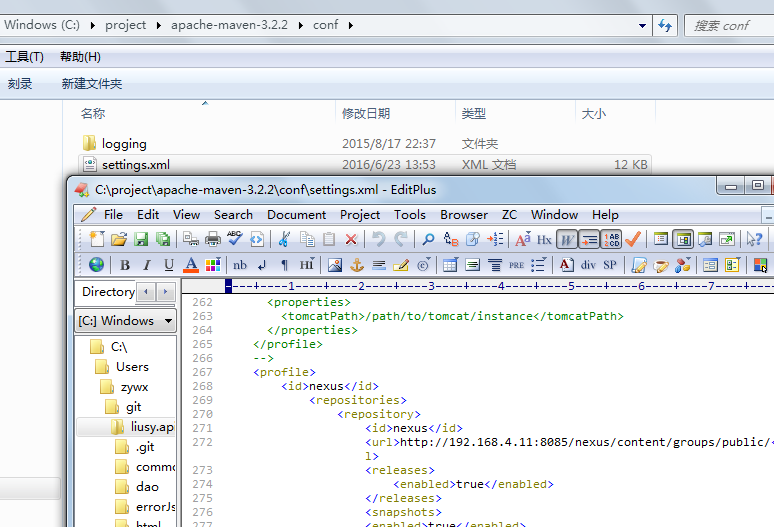 Windows (C:) ▸ project ▸ apache-maven-3.2.2 ▸ conf ▸
搜索 conf
工具(T) 帮助(H)
刻录 新建文件夹
名称 修改日期 类型 大小
logging 2015/8/17 22:37 文件夹
settings.xml 2016/6/23 13:53 XML 文档 12 KB
C:\project\apache-maven-3.2.2\conf\settings.xml - EditPlus
File Edit View Search Document Project Tools Browser ZC Window Help
ABC Hx W
B I U A nb ¶ HI A div SP PRE
Directory
[C:] Windows
C:\
Users
zywx
git
liusy.api
.git
commo
dao
errorJs
html
----+----1----+----2----+----3----+----4----+----5----+----6----+----7--
262 <properties>
263 <tomcatPath>/path/to/tomcat/instance</tomcatPath>
264 </properties>
265 </profile>
266 -->
267 <profile>
268 <id>nexus</id>
269 <repositories>
270 <repository>
271 <id>nexus</id>
272 <url>http://192.168.4.11:8085/nexus/content/groups/public/<
l>
273 <releases>
274 <enabled>true</enabled>
275 </releases>
276 <snapshots>
277 <enabled>true</enabled>